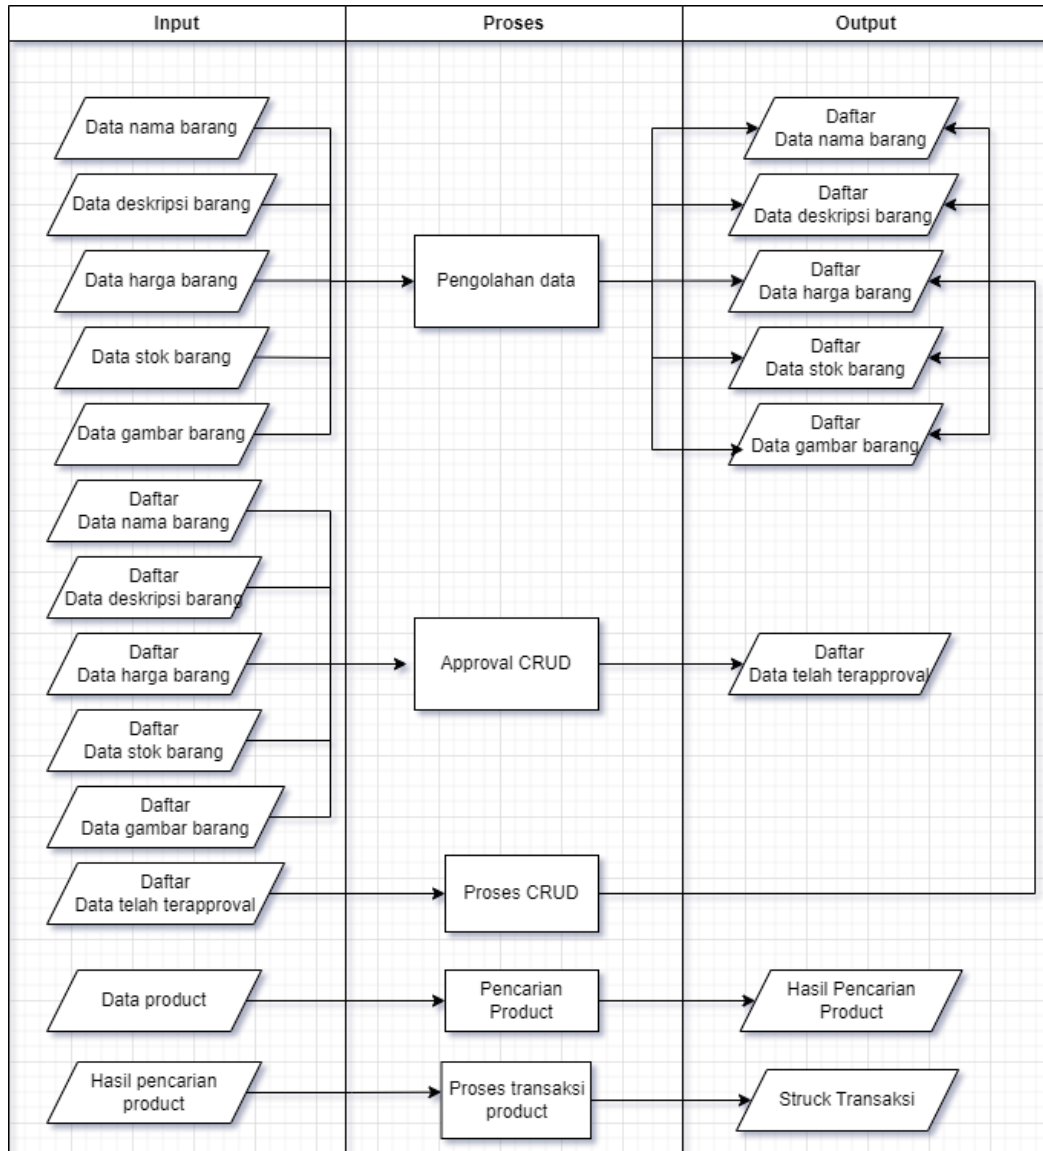 Input
Proses
Output
Data nama barang
Data deskripsi barang
Data harga barang
Data stok barang
Data gambar barang
Pengolahan data
Daftar
Data nama barang
Daftar
Data deskripsi barang
Daftar
Data harga barang
Daftar
Data stok barang
Daftar
Data gambar barang
Daftar
Data nama barang
Daftar
Data deskripsi barang
Daftar
Data harga barang
Daftar
Data stok barang
Daftar
Data gambar barang
Approval CRUD
Daftar
Data telah terapproval
Daftar
Data telah terapproval
Proses CRUD
Data product
Pencarian
Product
Hasil Pencarian
Product
Hasil pencarian
product
Proses transaksi
product
Struck Transaksi